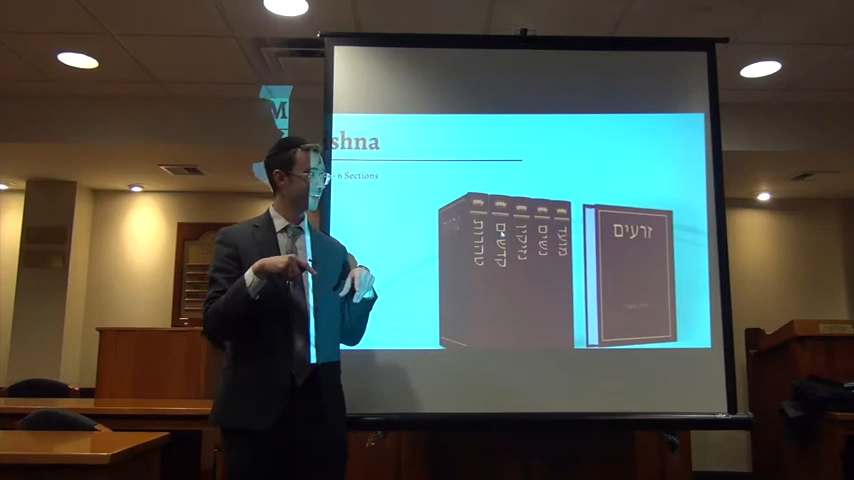 M shna
6 Sections
טהרות
קדשים
נזיקין
נשים
מועד
זרעים